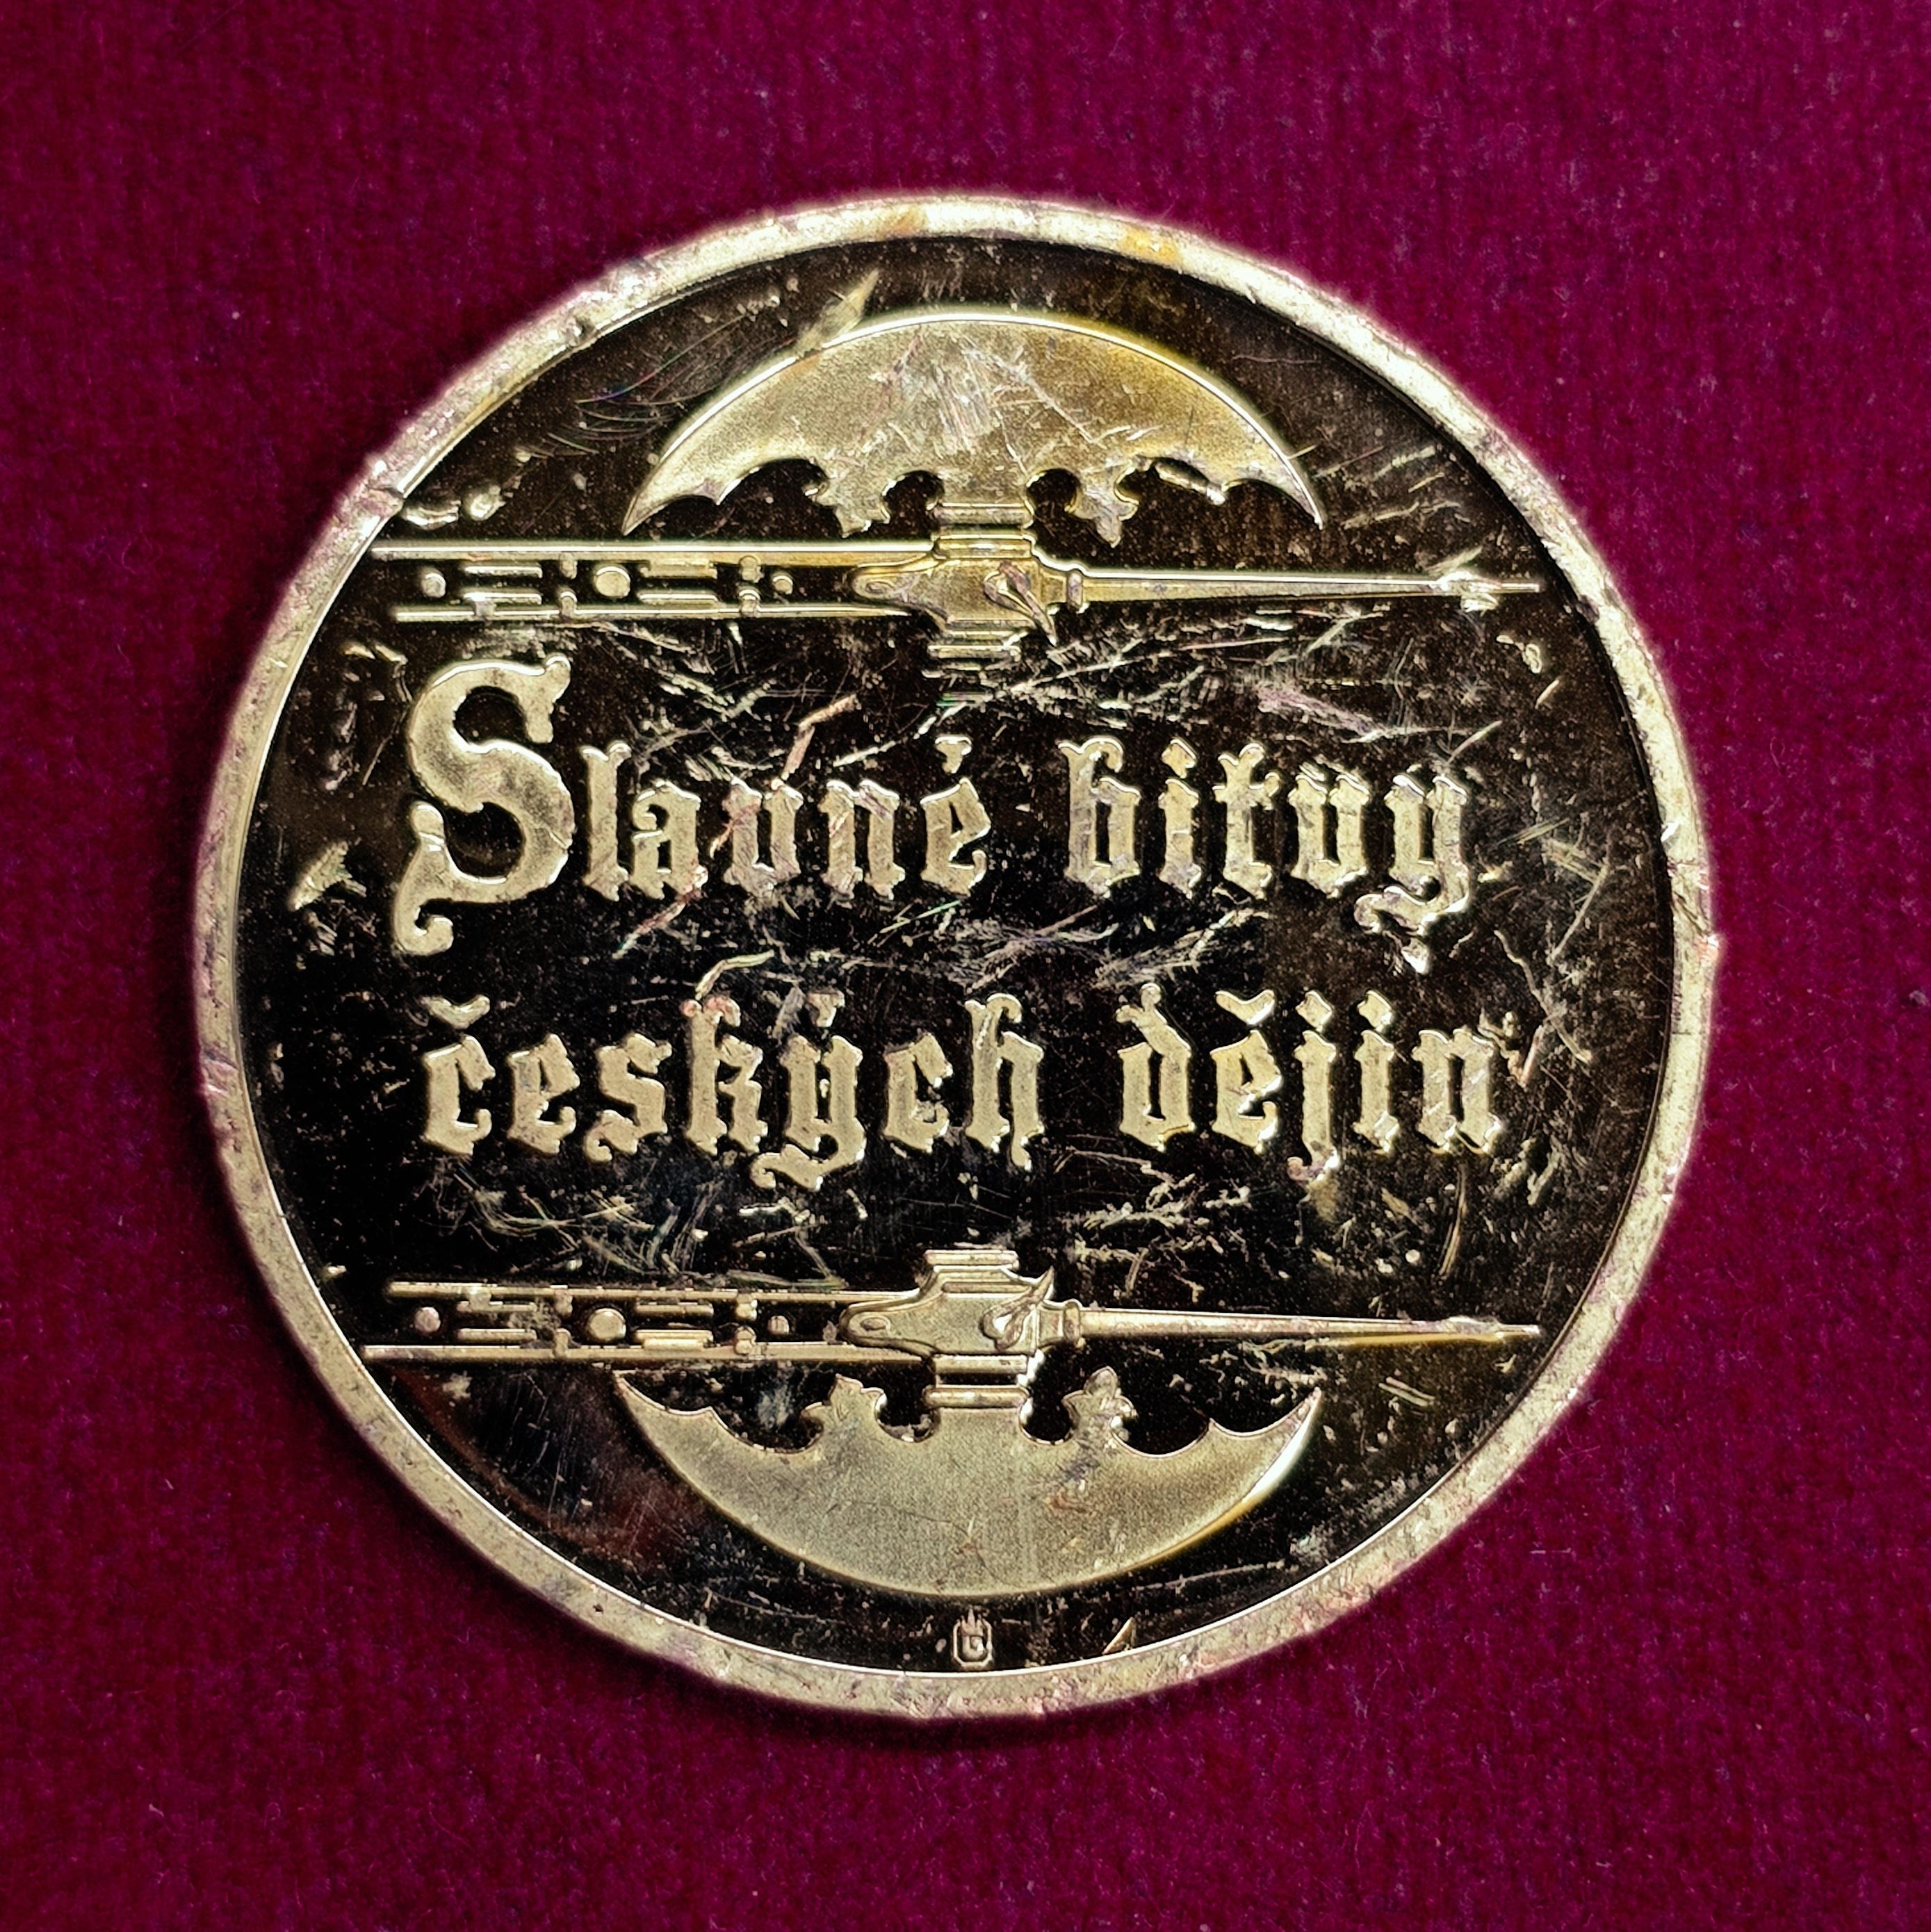 Slavné bitvy
českých dějin